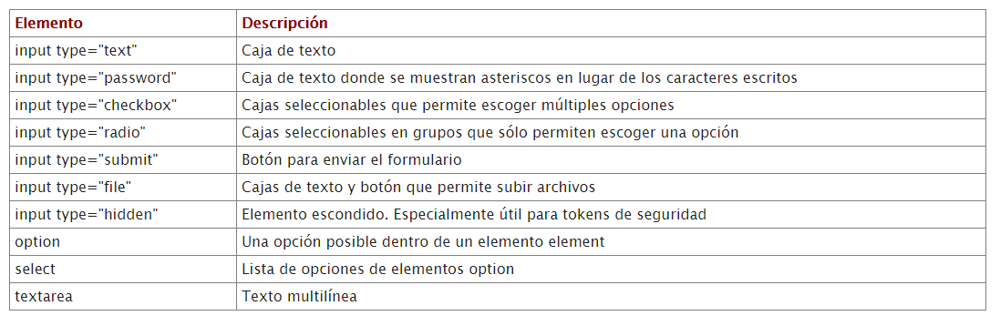 Elemento Descripción
input type="text" Caja de texto
input type="password" Caja de texto donde se muestran asteriscos en lugar de los caracteres escritos
input type="checkbox" Cajas seleccionables que permite escoger múltiples opciones
input type="radio" Cajas seleccionables en grupos que sólo permiten escoger una opción
input type="submit" Botón para enviar el formulario
input type="file" Cajas de texto y botón que permite subir archivos
input type="hidden" Elemento escondido. Especialmente útil para tokens de seguridad
option Una opción posible dentro de un elemento element
select Lista de opciones de elementos option
textarea Texto multilínea